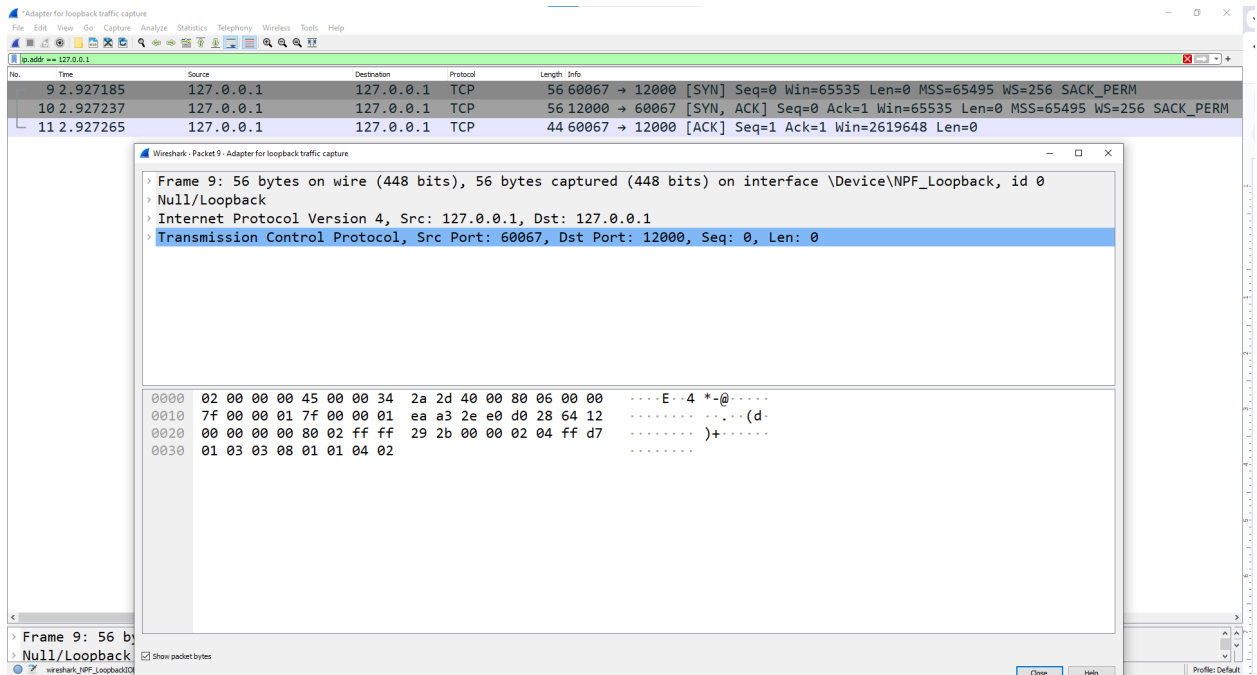 *Adapter for loopback traffic capture
File Edit View Go Capture Analyze Statistics Telephony Wireless Tools Help
ip.addr == 127.0.0.1
No. Time Source Destination Protocol Length Info
9 2.927185 127.0.0.1 127.0.0.1 TCP 56 60067 → 12000 [SYN] Seq=0 Win=65535 Len=0 MSS=65495 WS=256 SACK_PERM
10 2.927237 127.0.0.1 127.0.0.1 TCP 56 12000 → 60067 [SYN, ACK] Seq=0 Ack=1 Win=65535 Len=0 MSS=65495 WS=256 SACK_PERM
11 2.927265 127.0.0.1 127.0.0.1 TCP 44 60067 → 12000 [ACK] Seq=1 Ack=1 Win=2619648 Len=0
Wireshark · Packet 9 · Adapter for loopback traffic capture
Frame 9: 56 bytes on wire (448 bits), 56 bytes captured (448 bits) on interface \Device\NPF_Loopback, id 0
Null/Loopback
Internet Protocol Version 4, Src: 127.0.0.1, Dst: 127.0.0.1
Transmission Control Protocol, Src Port: 60067, Dst Port: 12000, Seq: 0, Len: 0
0000 02 00 00 00 45 00 00 34 2a 2d 40 00 80 06 00 00 ····E··4 *-@·····
0010 7f 00 00 01 7f 00 00 01 ea a3 2e e0 d0 28 64 12 ········ ··.··(d·
0020 00 00 00 00 80 02 ff ff 29 2b 00 00 02 04 ff d7 ········ )+······
0030 01 03 03 08 01 01 04 02 ········
Frame 9: 56 by
Null/Loopback
Show packet bytes
Close Help
wireshark_NPF_Loopback
Profile: Default